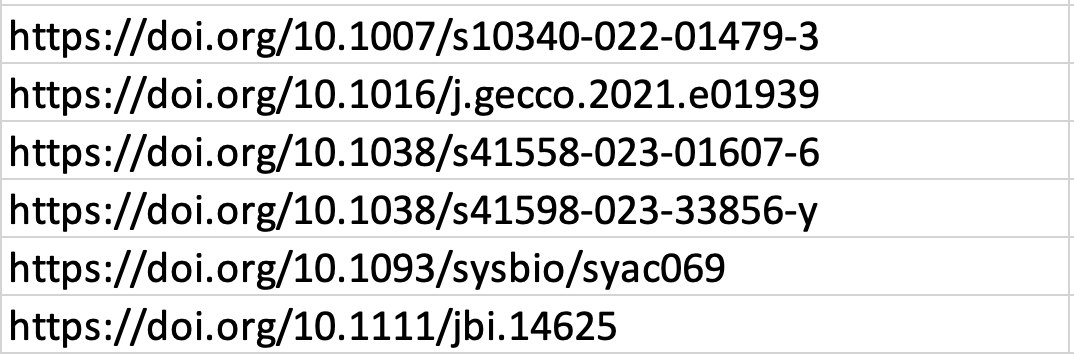 https://doi.org/10.1007/s10340-022-01479-3
https://doi.org/10.1016/j.gecco.2021.e01939
https://doi.org/10.1038/s41558-023-01607-6
https://doi.org/10.1038/s41598-023-33856-y
https://doi.org/10.1093/sysbio/syac069
https://doi.org/10.1111/jbi.14625